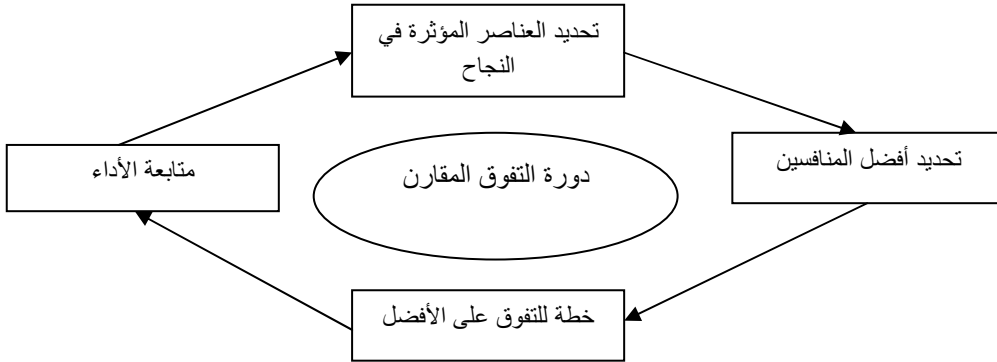 تحديد العناصر المؤثرة في
النجاح
تحديد أفضل المنافسين
متابعة الأداء
دورة التفوق المقارن
خطة للتفوق على الأفضل